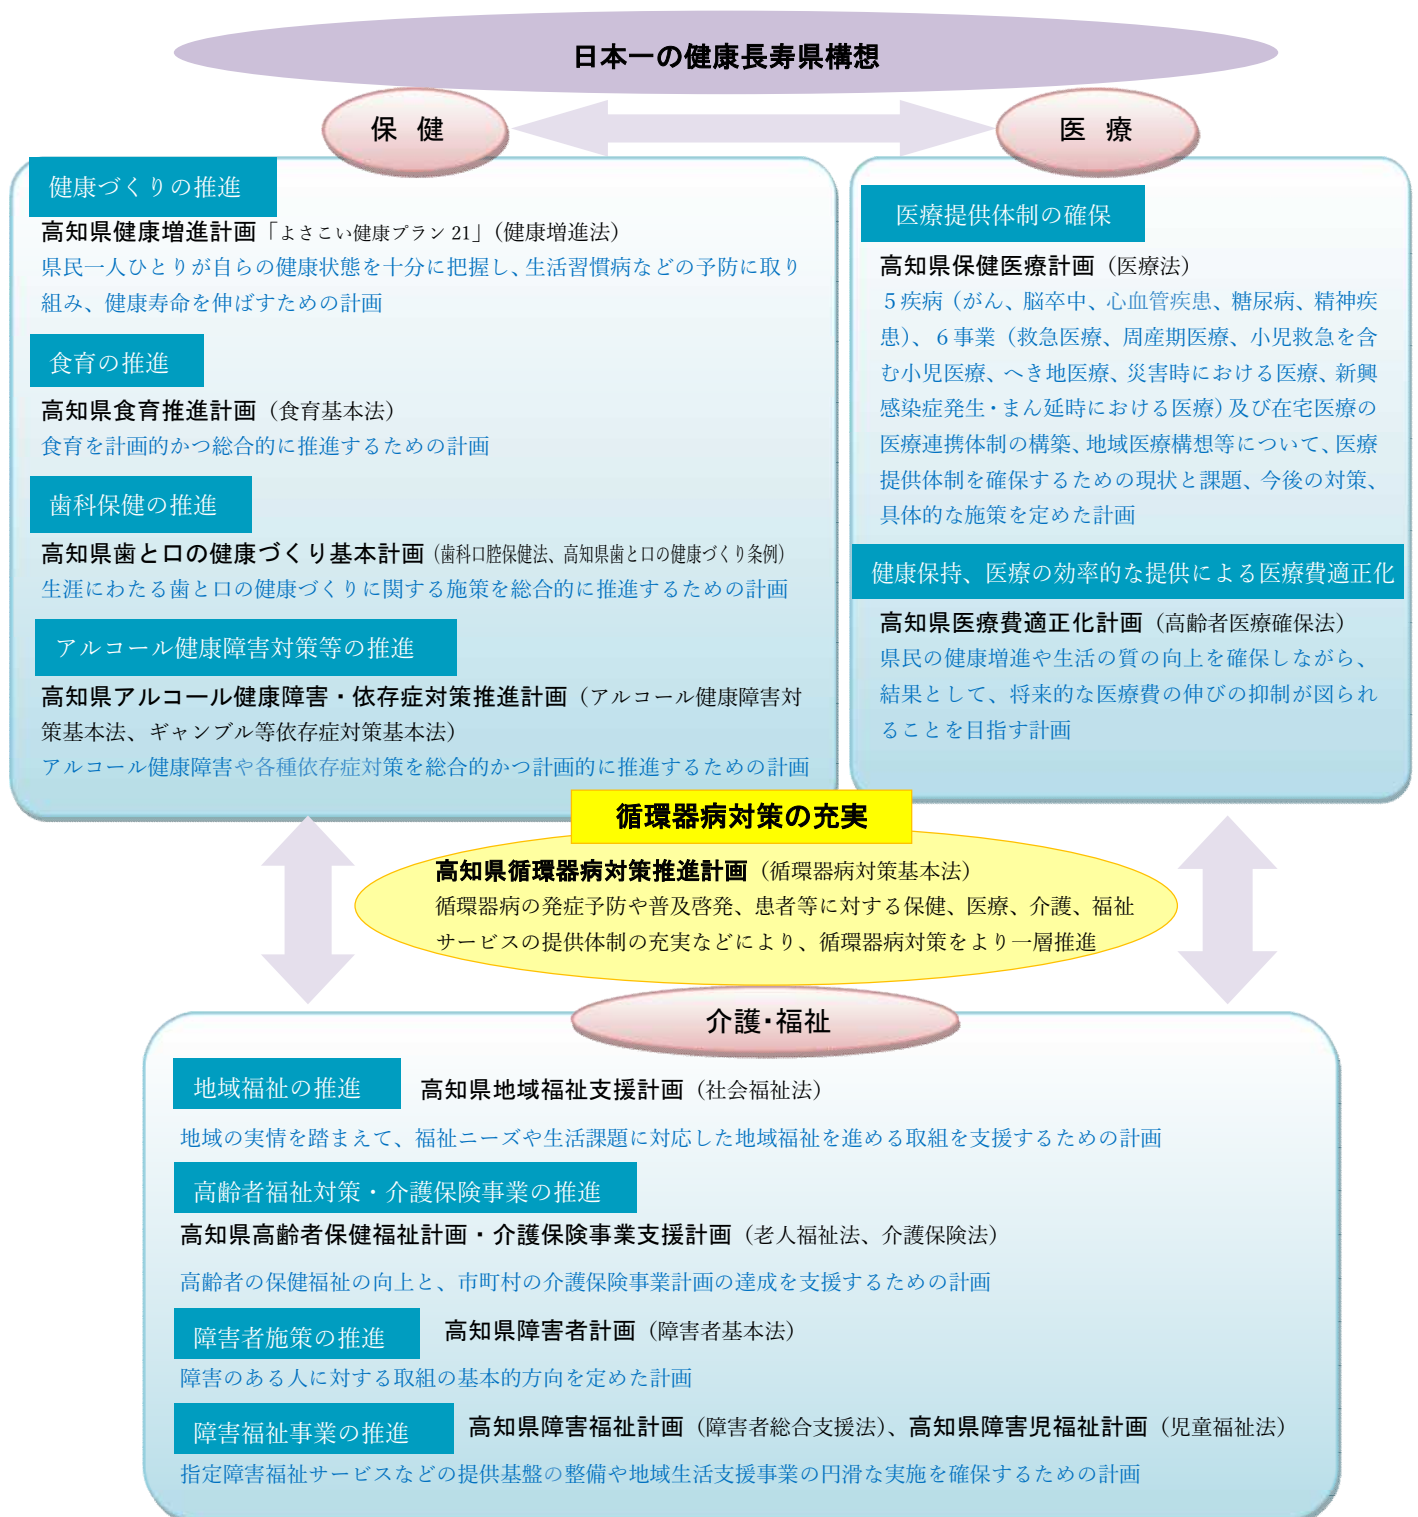 日本一の健康長寿県構想
保 健
医 療
健康づくりの推進
高知県健康増進計画「よさこい健康プラン 21」（健康増進法）
県民一人ひとりが自らの健康状態を十分に把握し、生活習慣病などの予防に取り
組み、健康寿命を伸ばすための計画
食育の推進
高知県食育推進計画（食育基本法）
食育を計画的かつ総合的に推進するための計画
歯科保健の推進
高知県歯と口の健康づくり基本計画（歯科口腔保健法、高知県歯と口の健康づくり条例）
生涯にわたる歯と口の健康づくりに関する施策を総合的に推進するための計画
アルコール健康障害対策等の推進
高知県アルコール健康障害・依存症対策推進計画（アルコール健康障害対
策基本法、ギャンブル等依存症対策基本法）
アルコール健康障害や各種依存症対策を総合的かつ計画的に推進するための計画
医療提供体制の確保
高知県保健医療計画（医療法）
５疾病（がん、脳卒中、心血管疾患、糖尿病、精神疾
患）、６事業（救急医療、周産期医療、小児救急を含
む小児医療、へき地医療、災害時における医療、新興
感染症発生・まん延時における医療）及び在宅医療の
医療連携体制の構築、地域医療構想等について、医療
提供体制を確保するための現状と課題、今後の対策、
具体的な施策を定めた計画
健康保持、医療の効率的な提供による医療費適正化
高知県医療費適正化計画（高齢者医療確保法）
県民の健康増進や生活の質の向上を確保しながら、
結果として、将来的な医療費の伸びの抑制が図られ
ることを目指す計画
循環器病対策の充実
高知県循環器病対策推進計画（循環器病対策基本法）
循環器病の発症予防や普及啓発、患者等に対する保健、医療、介護、福祉
サービスの提供体制の充実などにより、循環器病対策をより一層推進
介護・福祉
地域福祉の推進
高知県地域福祉支援計画（社会福祉法）
地域の実情を踏まえて、福祉ニーズや生活課題に対応した地域福祉を進める取組を支援するための計画
高齢者福祉対策・介護保険事業の推進
高知県高齢者保健福祉計画・介護保険事業支援計画（老人福祉法、介護保険法）
高齢者の保健福祉の向上と、市町村の介護保険事業計画の達成を支援するための計画
障害者施策の推進
高知県障害者計画（障害者基本法）
障害のある人に対する取組の基本的方向を定めた計画
障害福祉事業の推進
高知県障害福祉計画（障害者総合支援法）、高知県障害児福祉計画（児童福祉法）
指定障害福祉サービスなどの提供基盤の整備や地域生活支援事業の円滑な実施を確保するための計画